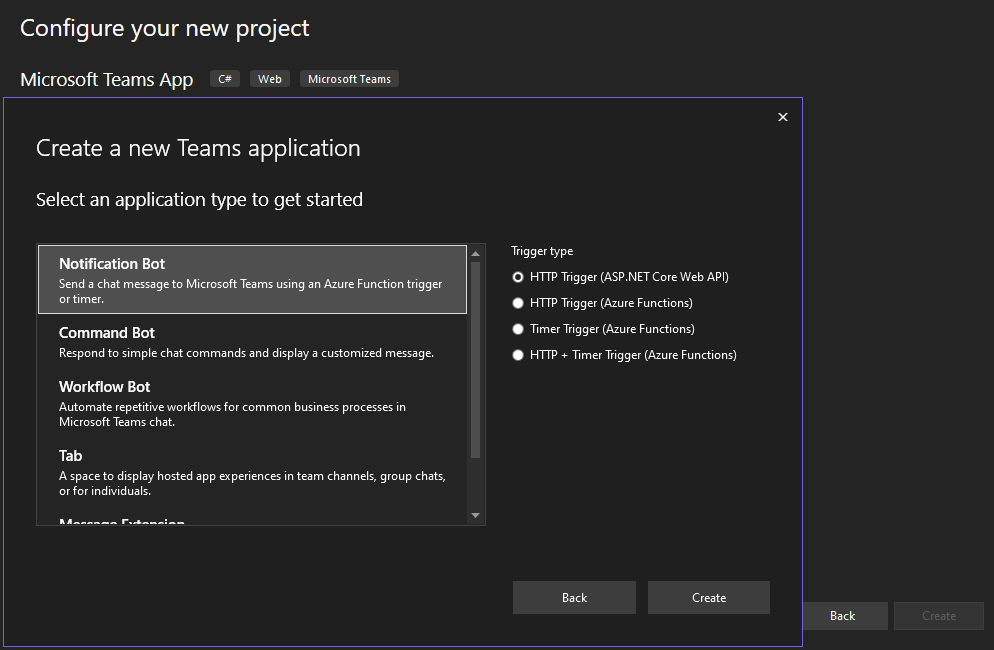 Configure your new project
Microsoft Teams App C# Web Microsoft Teams
Create a new Teams application
Select an application type to get started
Notification Bot
Send a chat message to Microsoft Teams using an Azure Function trigger
or timer.
Command Bot
Respond to simple chat commands and display a customized message.
Workflow Bot
Automate repetitive workflows for common business processes in
Microsoft Teams chat.
Tab
A space to display hosted app experiences in team channels, group chats,
or for individuals.
Message Extension
Trigger type
HTTP Trigger (ASP.NET Core Web API)
HTTP Trigger (Azure Functions)
Timer Trigger (Azure Functions)
HTTP + Timer Trigger (Azure Functions)
Back Create
Back Create